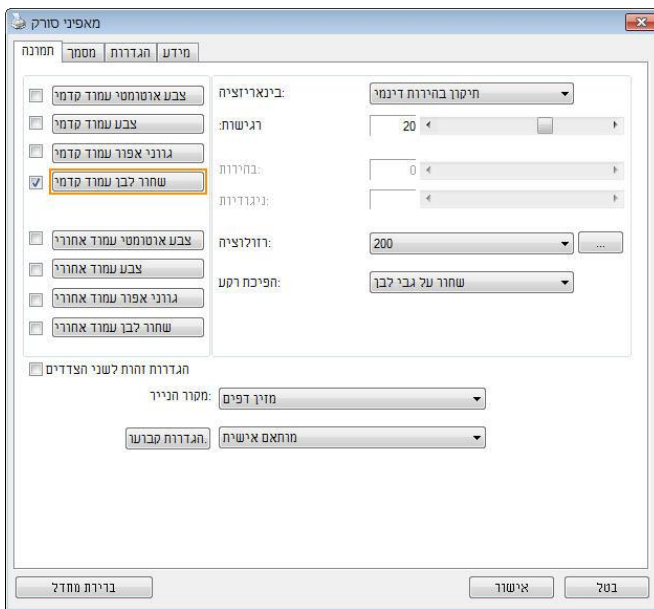 מאפיני סורק
תמונה מסמך הגדרות מידע
צבע אוטומטי עמוד קדמי
צבע עמוד קדמי
גווני אפור עמוד קדמי
שחור לבן עמוד קדמי
צבע אוטומטי עמוד אחורי
צבע עמוד אחורי
גווני אפור עמוד אחורי
שחור לבן עמוד אחורי
בינאריזציה: תיקון בהירות דינמי
רגישות: 20
בהירות: 0
ניגודיות:
רזולוציה: 200 ...
הפיכת רקע: שחור על גבי לבן
הגדרות זהות לשני הצדדים
מקור הנייר: מזין דפים
הגדרות קבועו. מותאם אישית
ברירת מחדל אישור בטל